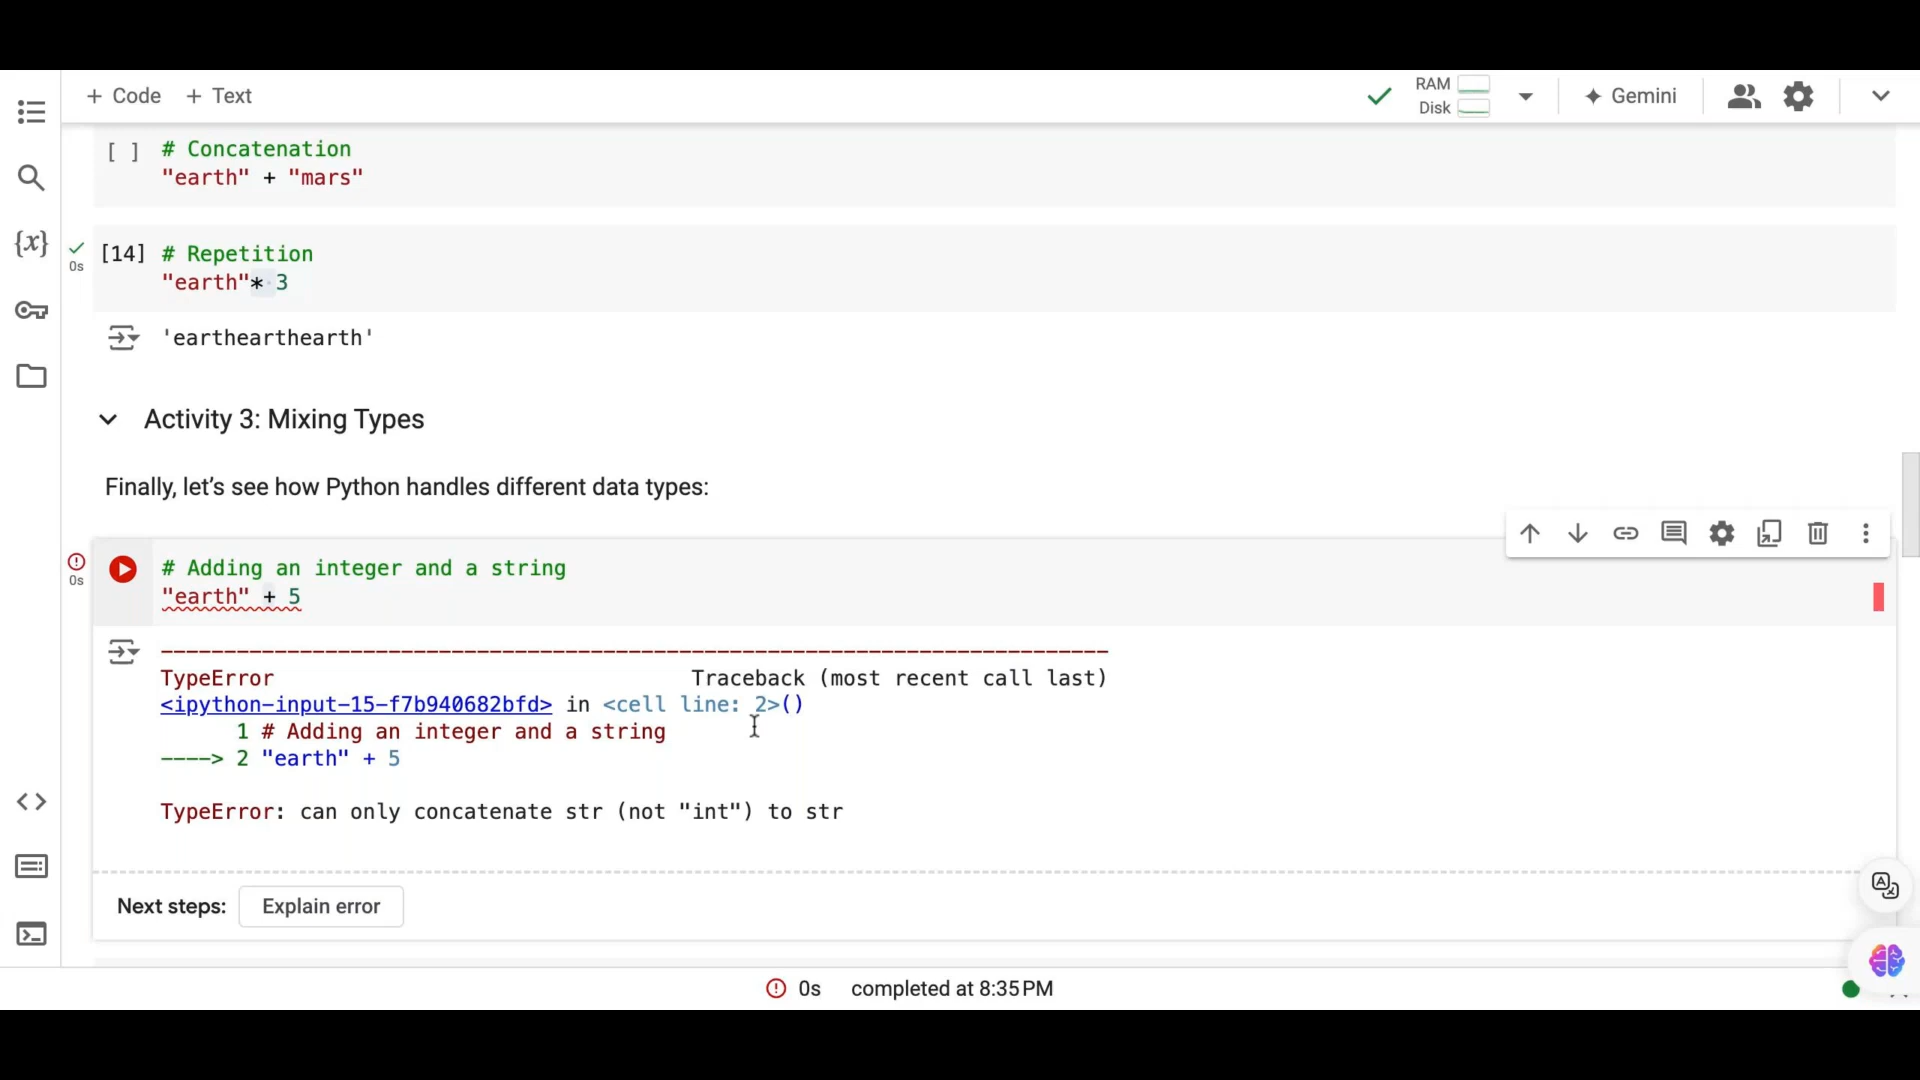 + Code + Text
RAM
Disk
Gemini
[ ] # Concatenation
"earth" + "mars"
[14] # Repetition
0s
"earth"* 3
'earthearthearth'
Activity 3: Mixing Types
Finally, let’s see how Python handles different data types:
# Adding an integer and a string
0s
"earth" + 5
---------------------------------------------------------------------------
TypeError Traceback (most recent call last)
<ipython-input-15-f7b940682bfd> in <cell line: 2>()
1 # Adding an integer and a string
----> 2 "earth" + 5
TypeError: can only concatenate str (not "int") to str
Next steps: Explain error
0s completed at 8:35 PM